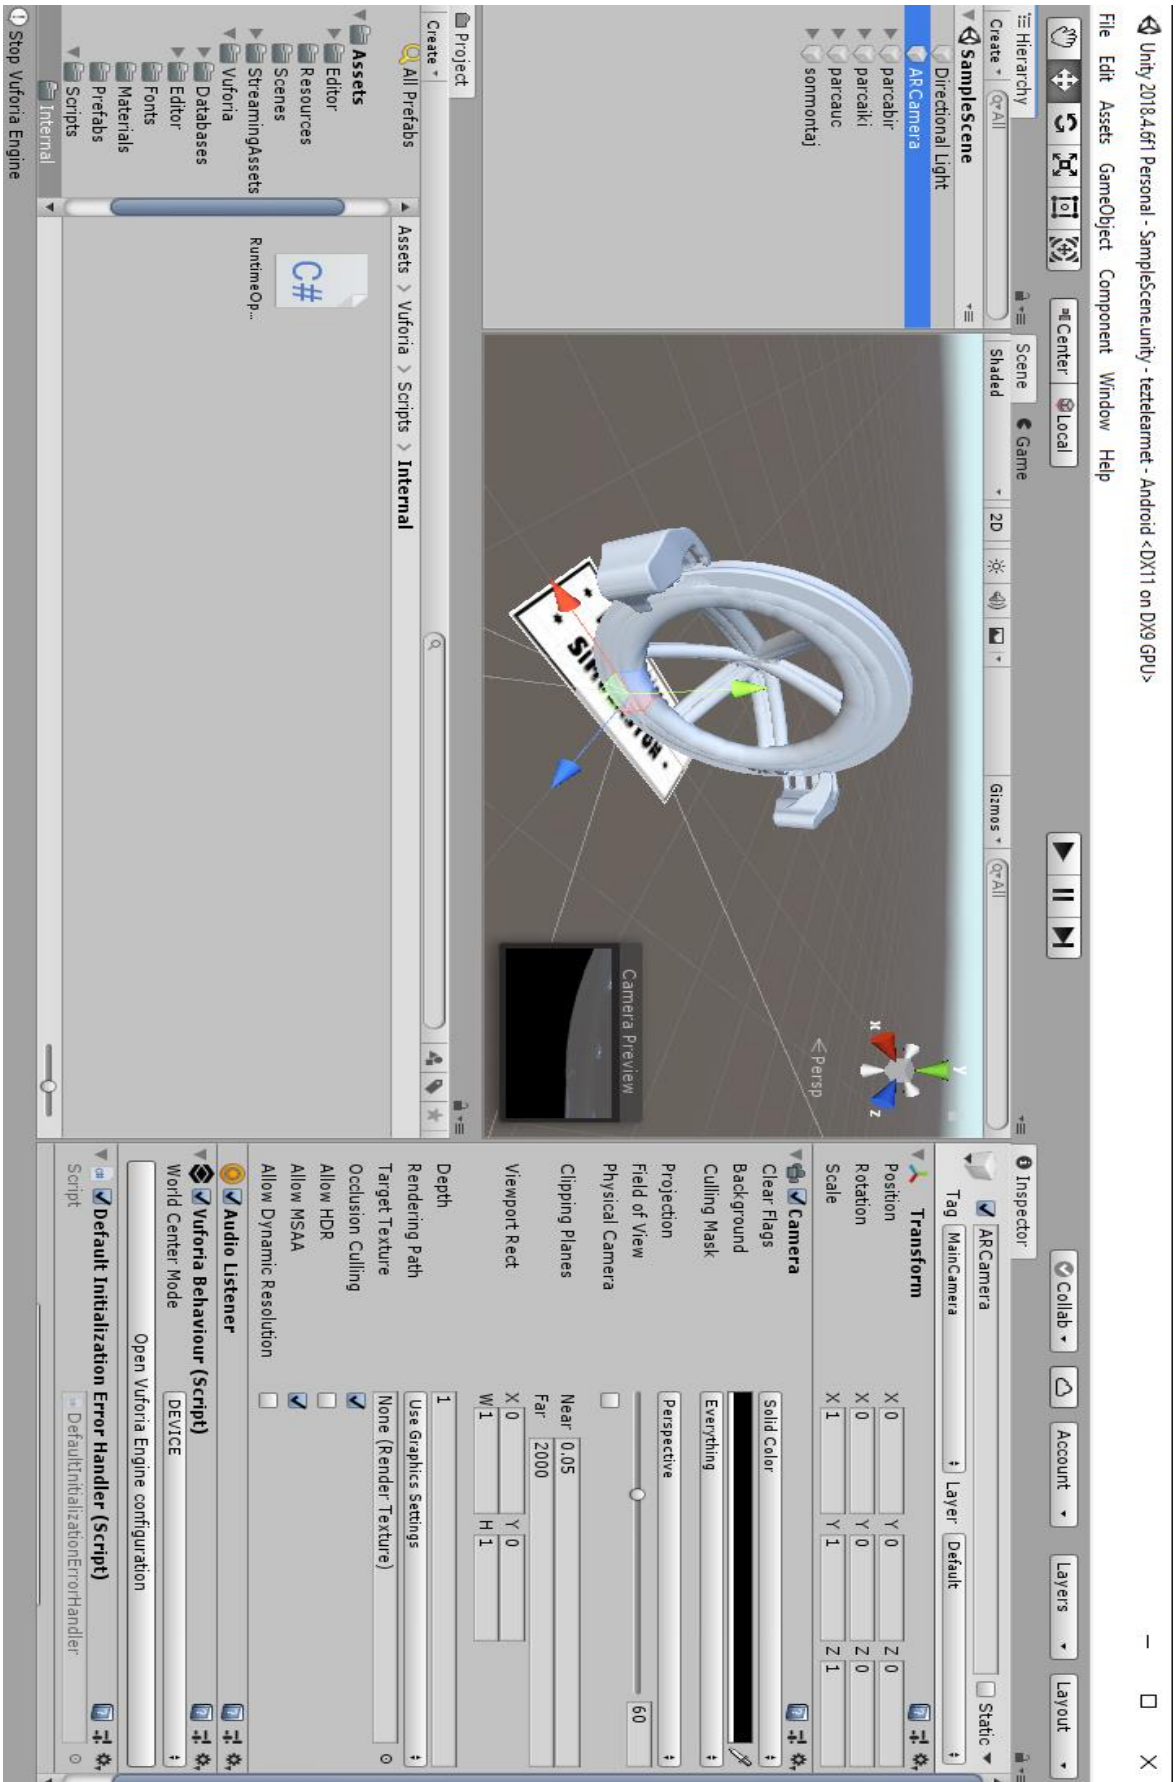 Unity 2018.4.6f1 Personal - SampleScene.unity - teztelearmet - Android <DX11 on DX9 GPU>
File Edit Assets GameObject Component Window Help
Center Local
Collab Account Layers Layout
Hierarchy
Create All
SampleScene
Directional Light
ARCamera
parcabir
parcaiki
parcauc
sonmontaj
Scene Game
Shaded 2D Gizmos All
y
x
z
Persp
Camera Preview
Inspector
ARCamera Static
Tag MainCamera Layer Default
Transform
Position X 0 Y 0 Z 0
Rotation X 0 Y 0 Z 0
Scale X 1 Y 1 Z 1
Camera
Clear Flags Solid Color
Background
Culling Mask Everything
Projection Perspective
Field of View 60
Physical Camera
Clipping Planes Near 0.05
Far 2000
Viewport Rect X 0 Y 0
W 1 H 1
Depth 1
Rendering Path Use Graphics Settings
Target Texture None (Render Texture)
Occlusion Culling
Allow HDR
Allow MSAA
Allow Dynamic Resolution
Audio Listener
Vuforia Behaviour (Script)
World Center Mode DEVICE
Open Vuforia Engine configuration
Default Initialization Error Handler (Script)
Script DefaultInitializationErrorHandler
Project
Create
All Prefabs
Assets
Editor
Resources
Scenes
StreamingAssets
Vuforia
Databases
Editor
Fonts
Materials
Prefabs
Scripts
Internal
Assets > Vuforia > Scripts > Internal
C#
RuntimeOp...
Stop Vuforia Engine